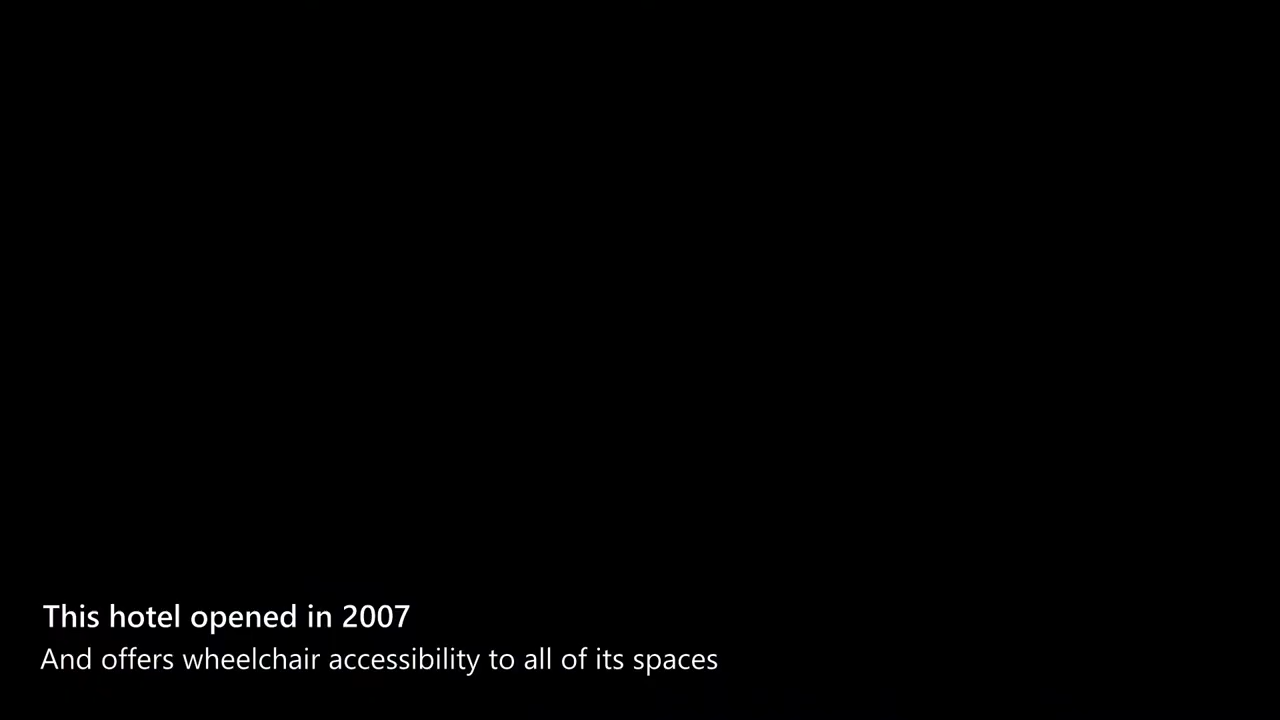 This hotel opened in 2007
And offers wheelchair accessibility to all of its spaces